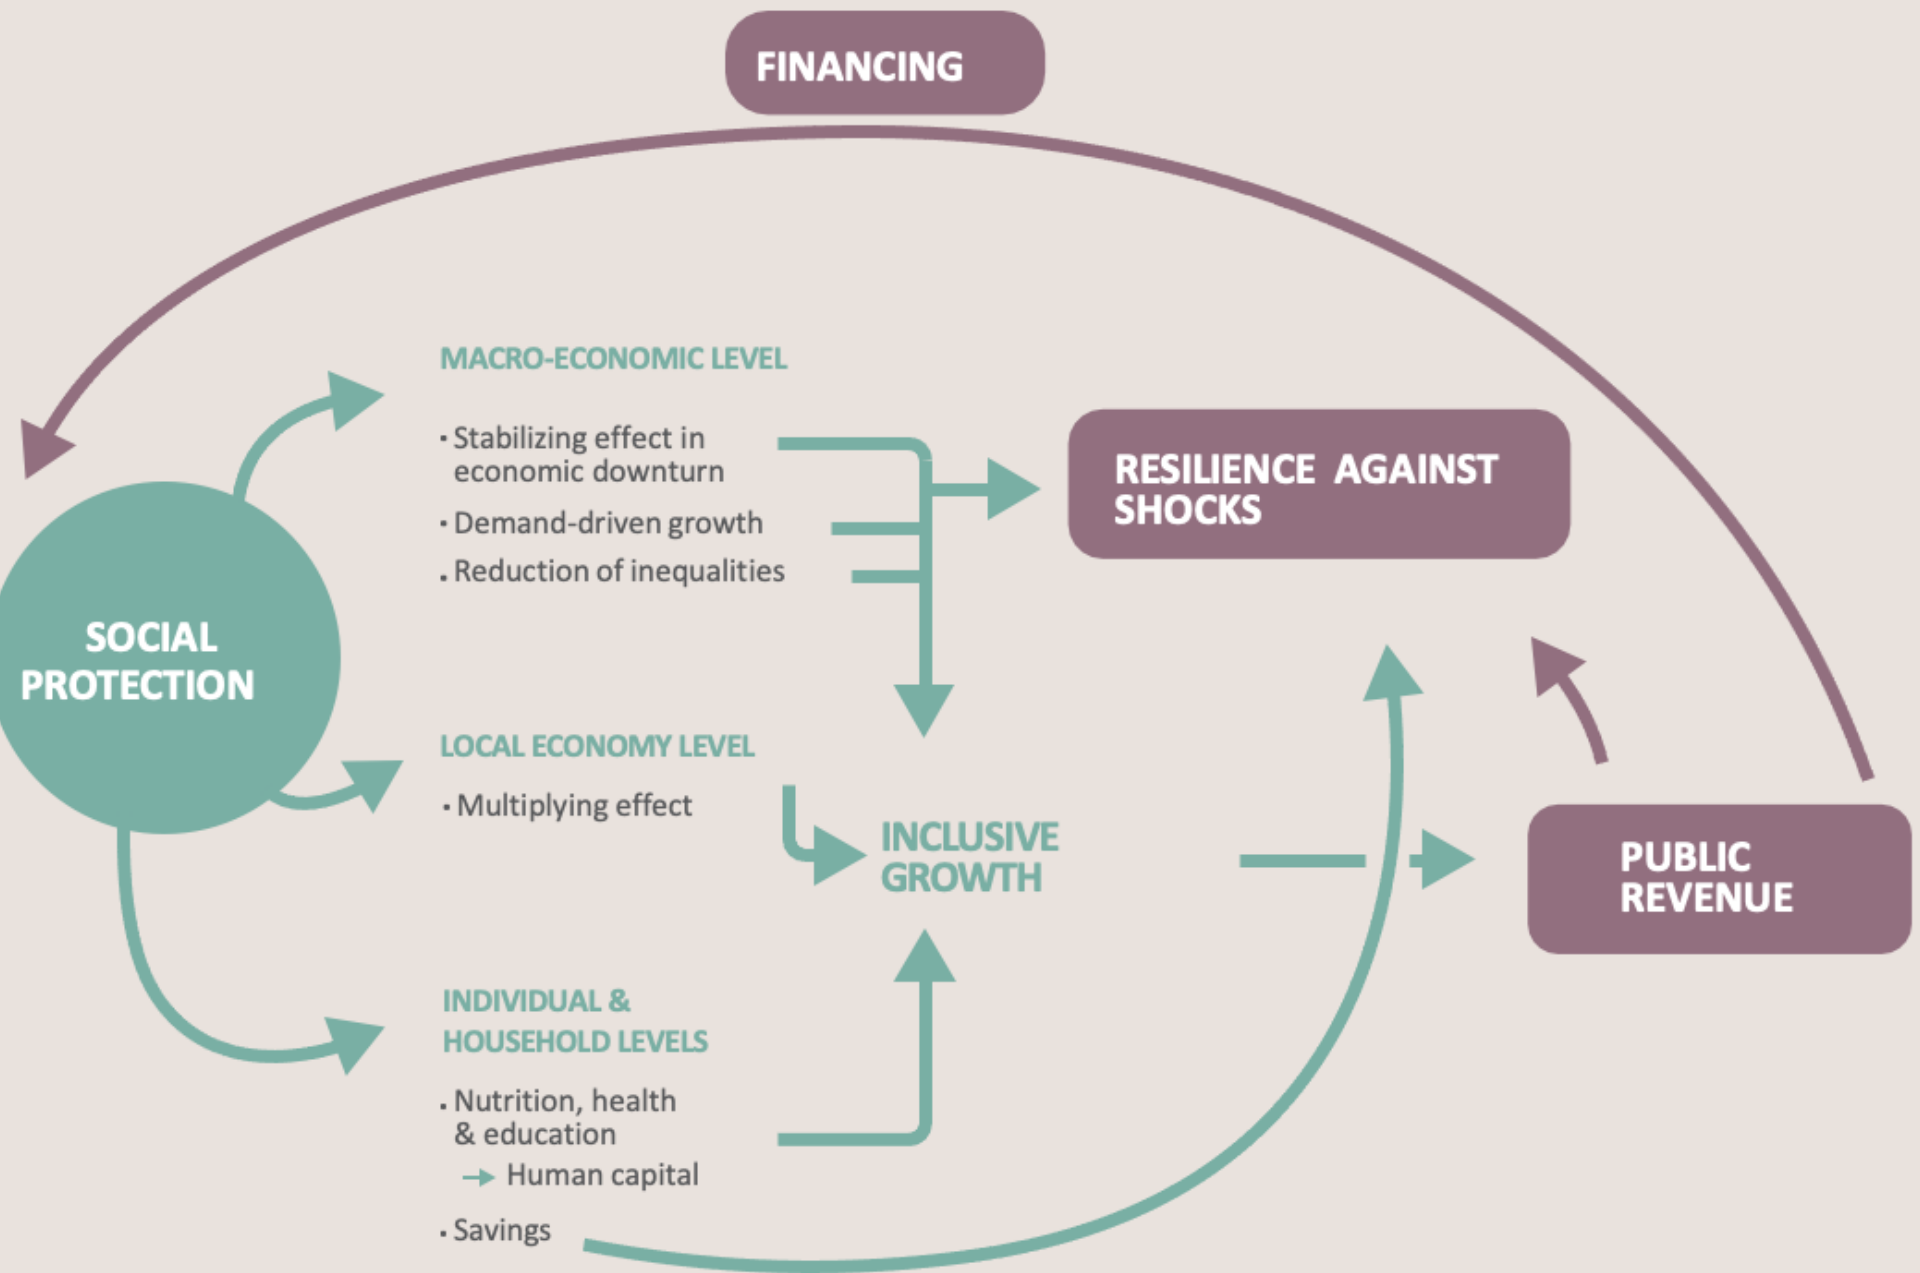 FINANCING
MACRO-ECONOMIC LEVEL
· Stabilizing effect in
economic downturn
· Demand-driven growth
. Reduction of inequalities
RESILIENCE AGAINST
SHOCKS
SOCIAL
PROTECTION
LOCAL ECONOMY LEVEL
· Multiplying effect
INCLUSIVE
GROWTH
PUBLIC
REVENUE
INDIVIDUAL &
HOUSEHOLD LEVELS
. Nutrition, health
& education
→ Human capital
· Savings